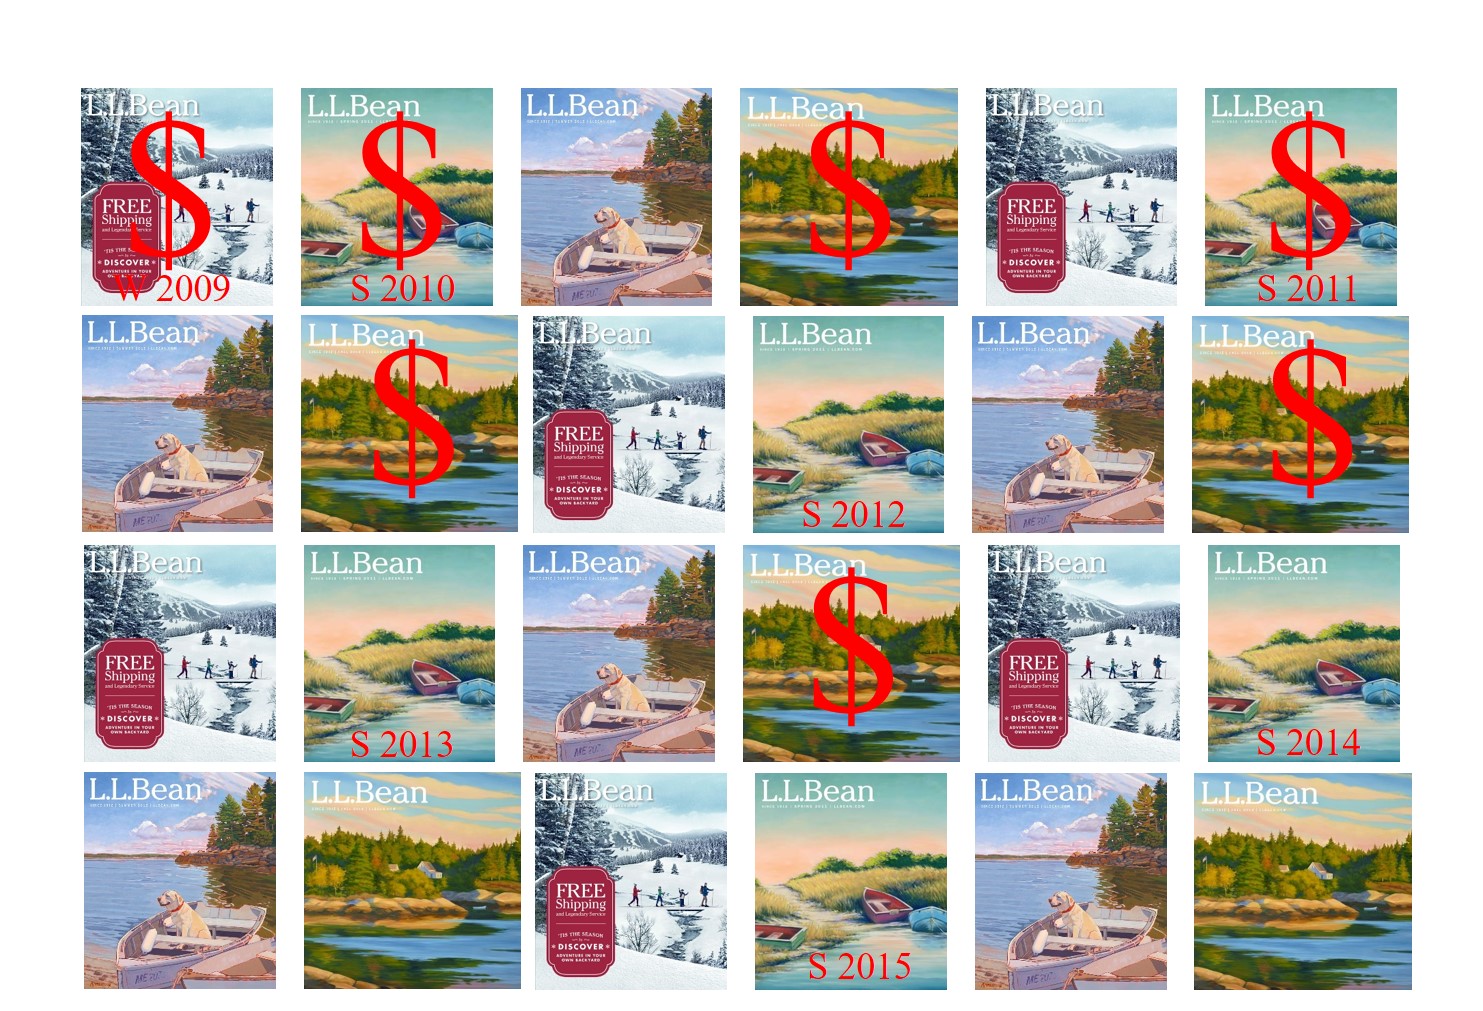 L.L.Bean
$
FREE
Shipping
and Legendary Service
'TIS THE SEASON
to
DISCOVER
ADVENTURE IN YOUR
OWN BACKYARD
W 2009
L.L.Bean
$
S 2010
L.L.Bean
L.L.Bean
$
L.L.Bean
FREE
Shipping
and Legendary Service
'TIS THE SEASON
to
DISCOVER
ADVENTURE IN YOUR
OWN BACKYARD
L.L.Bean
$
S 2011
L.L.Bean
L.L.Bean
$
L.L.Bean
FREE
Shipping
and Legendary Service
'TIS THE SEASON
to
DISCOVER
ADVENTURE IN YOUR
OWN BACKYARD
L.L.Bean
S 2012
L.L.Bean
L.L.Bean
$
L.L.Bean
FREE
Shipping
and Legendary Service
'TIS THE SEASON
to
DISCOVER
ADVENTURE IN YOUR
OWN BACKYARD
L.L.Bean
S 2013
L.L.Bean
L.L.Bean
$
L.L.Bean
FREE
Shipping
and Legendary Service
'TIS THE SEASON
to
DISCOVER
ADVENTURE IN YOUR
OWN BACKYARD
L.L.Bean
S 2014
L.L.Bean
L.L.Bean
L.L.Bean
FREE
Shipping
and Legendary Service
'TIS THE SEASON
to
DISCOVER
ADVENTURE IN YOUR
OWN BACKYARD
L.L.Bean
S 2015
L.L.Bean
L.L.Bean